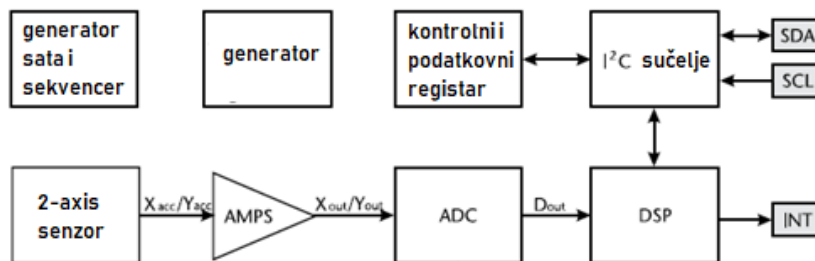 generator
sata i
sekvencer
generator
kontrolni i
podatkovni
registar
I²C sučelje
SDA
SCL
2-axis
senzor
Xacc/Yacc
AMPS
Xout/Yout
ADC
Dout
DSP
INT